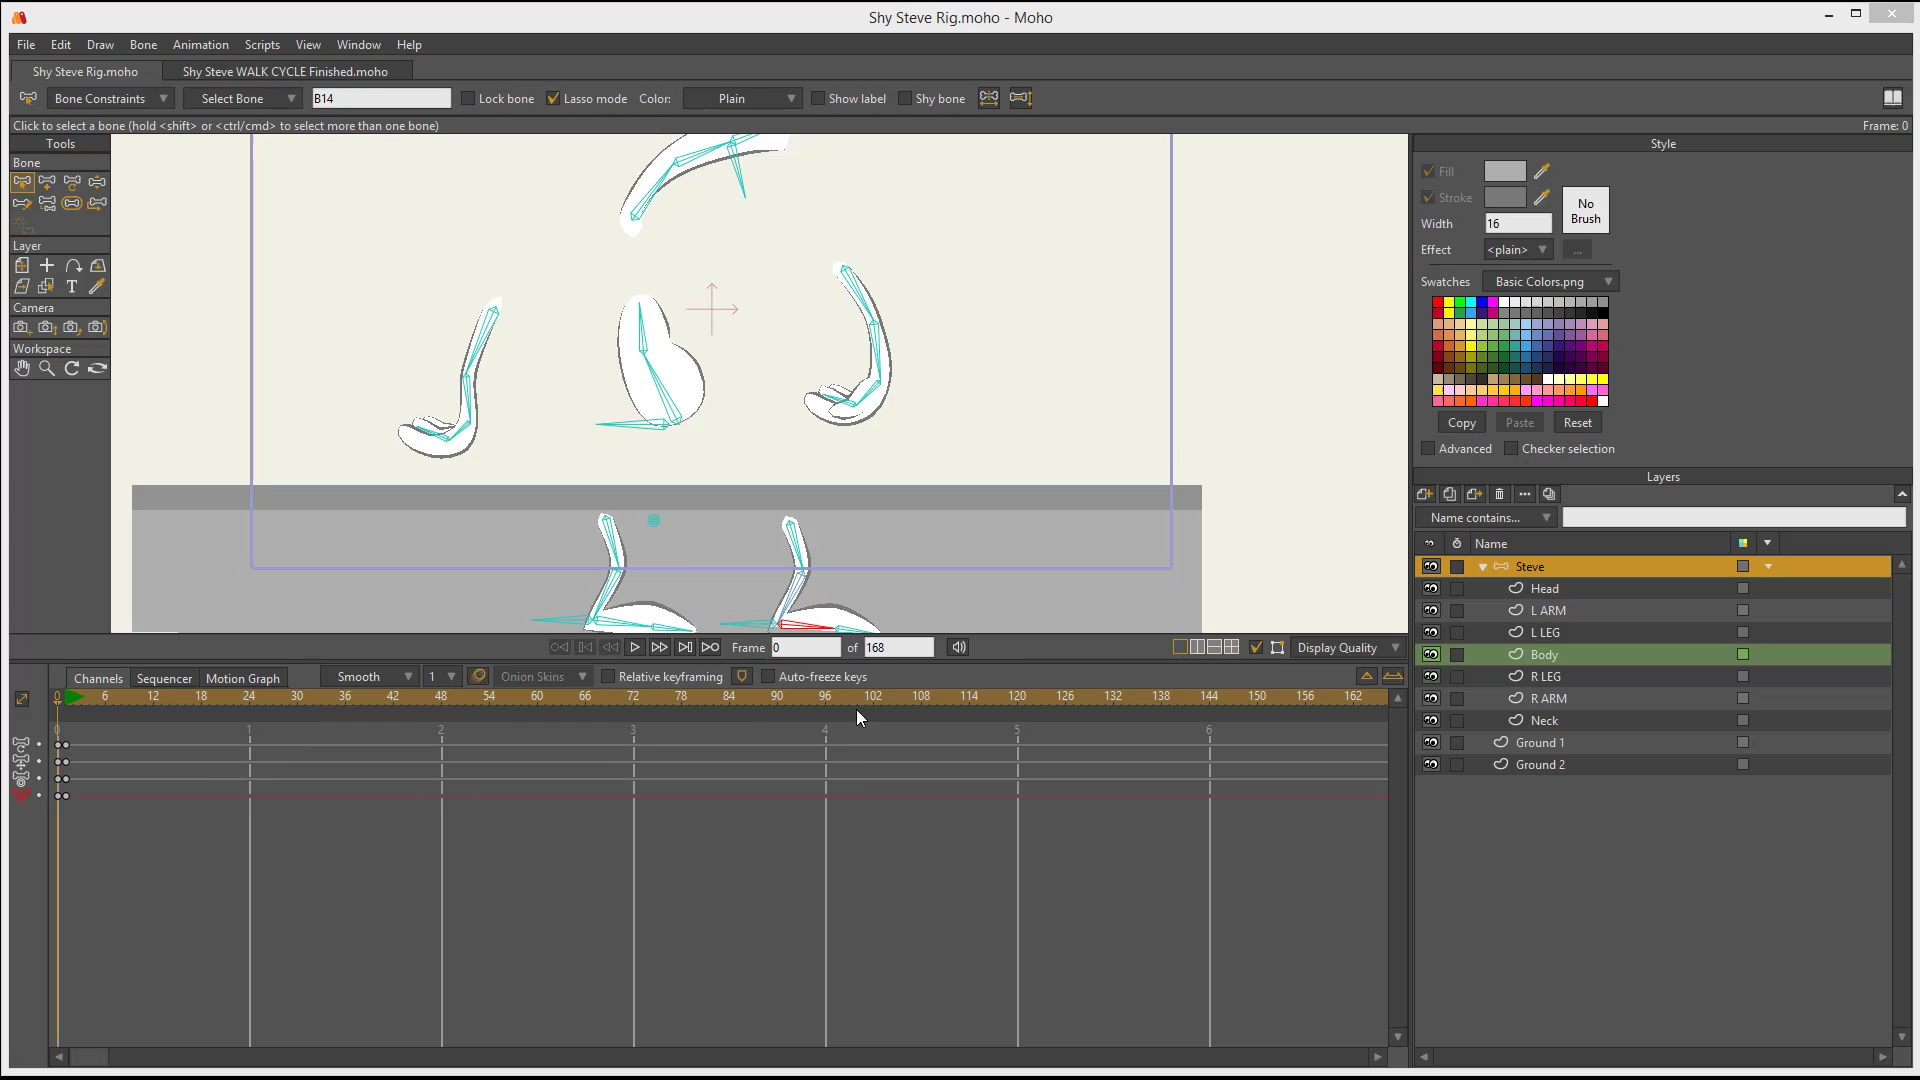 Shy Steve Rig.moho - Moho
File Edit Draw Bone Animation Scripts View Window Help
Shy Steve Rig.moho Shy Steve WALK CYCLE Finished.moho
Bone Constraints Select Bone B14 Lock bone Lasso mode Color: Plain Show label Shy bone
Click to select a bone (hold <shift> or <ctrl/cmd> to select more than one bone) Frame: 0
Tools
Bone
Layer
T
Camera
Workspace
Style
Fill
Stroke
No
Brush
Width 16
Effect <plain> ...
Swatches Basic Colors.png
Copy Paste Reset
Advanced Checker selection
Layers
Name contains...
Name
Steve
Head
L ARM
L LEG
Body
R LEG
R ARM
Neck
Ground 1
Ground 2
Frame 0 of 168 Display Quality
Channels Sequencer Motion Graph Smooth 1 Onion Skins Relative keyframing Auto-freeze keys
0 6 12 18 24 30 36 42 48 54 60 66 72 78 84 90 96 102 108 114 120 126 132 138 144 150 156 162
0 1 2 3 4 5 6